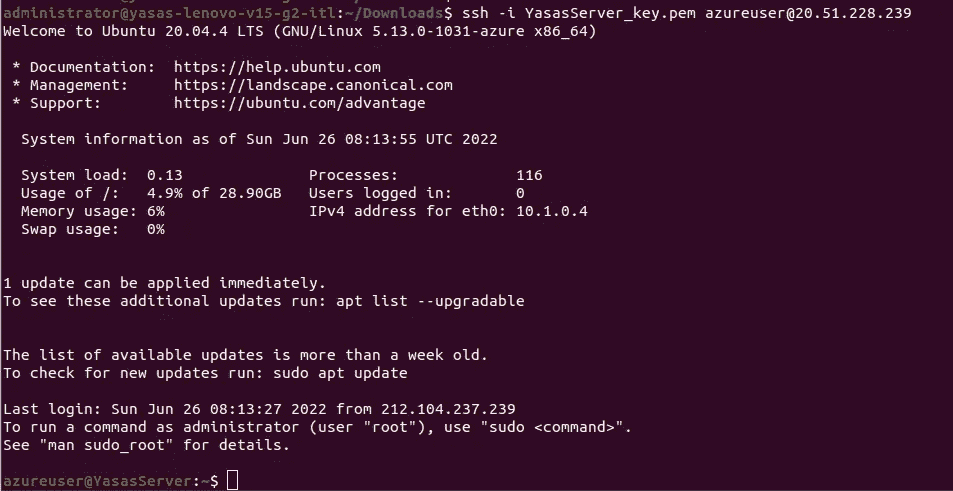 administrator@yasas-lenovo-v15-g2-itl:~/Downloads$ ssh -i YasasServer_key.pem azureuser@20.51.228.239
Welcome to Ubuntu 20.04.4 LTS (GNU/Linux 5.13.0-1031-azure x86_64)
* Documentation: https://help.ubuntu.com
* Management: https://landscape.canonical.com
* Support: https://ubuntu.com/advantage
System information as of Sun Jun 26 08:13:55 UTC 2022
System load: 0.13 Processes: 116
Usage of /: 4.9% of 28.90GB Users logged in: 0
Memory usage: 6% IPv4 address for eth0: 10.1.0.4
Swap usage: 0%
1 update can be applied immediately.
To see these additional updates run: apt list --upgradable
The list of available updates is more than a week old.
To check for new updates run: sudo apt update
Last login: Sun Jun 26 08:13:27 2022 from 212.104.237.239
To run a command as administrator (user "root"), use "sudo <command>".
See "man sudo_root" for details.
azureuser@YasasServer:~$